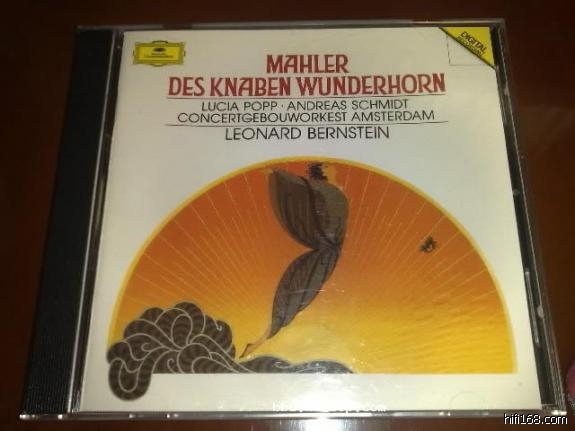 MAHLER
DES KNABEN WUNDERHORN
LUCIA POPP · ANDREAS SCHMIDT
CONCERTGEBOUWORKEST AMSTERDAM
LEONARD BERNSTEIN
DIGITAL
hifi168.com